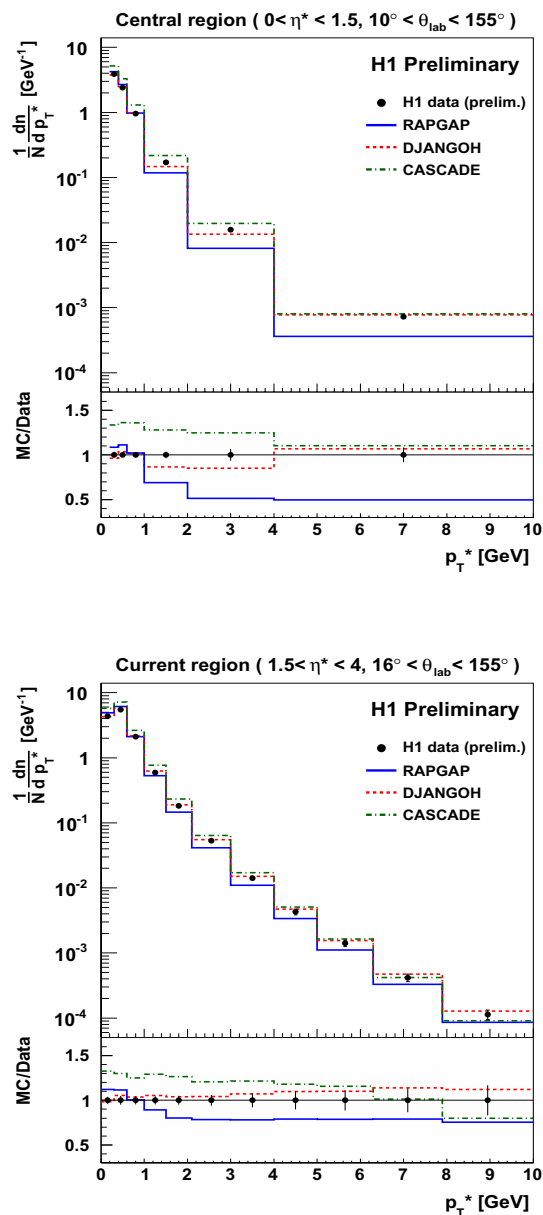 Central region ( 0< η* < 1.5, 10° < θlab< 155° )
1/N dn/d pT* [GeV-1]
10
1
10-1
10-2
10-3
10-4
H1 Preliminary
H1 data (prelim.)
RAPGAP
DJANGOH
CASCADE
MC/Data
1.5
1
0.5
0 1 2 3 4 5 6 7 8 9 10
pT* [GeV]
Current region ( 1.5< η* < 4, 16° < θlab< 155° )
1/N dn/d pT* [GeV-1]
10
1
10-1
10-2
10-3
10-4
H1 Preliminary
H1 data (prelim.)
RAPGAP
DJANGOH
CASCADE
MC/Data
1.5
1
0.5
0 1 2 3 4 5 6 7 8 9 10
pT* [GeV]